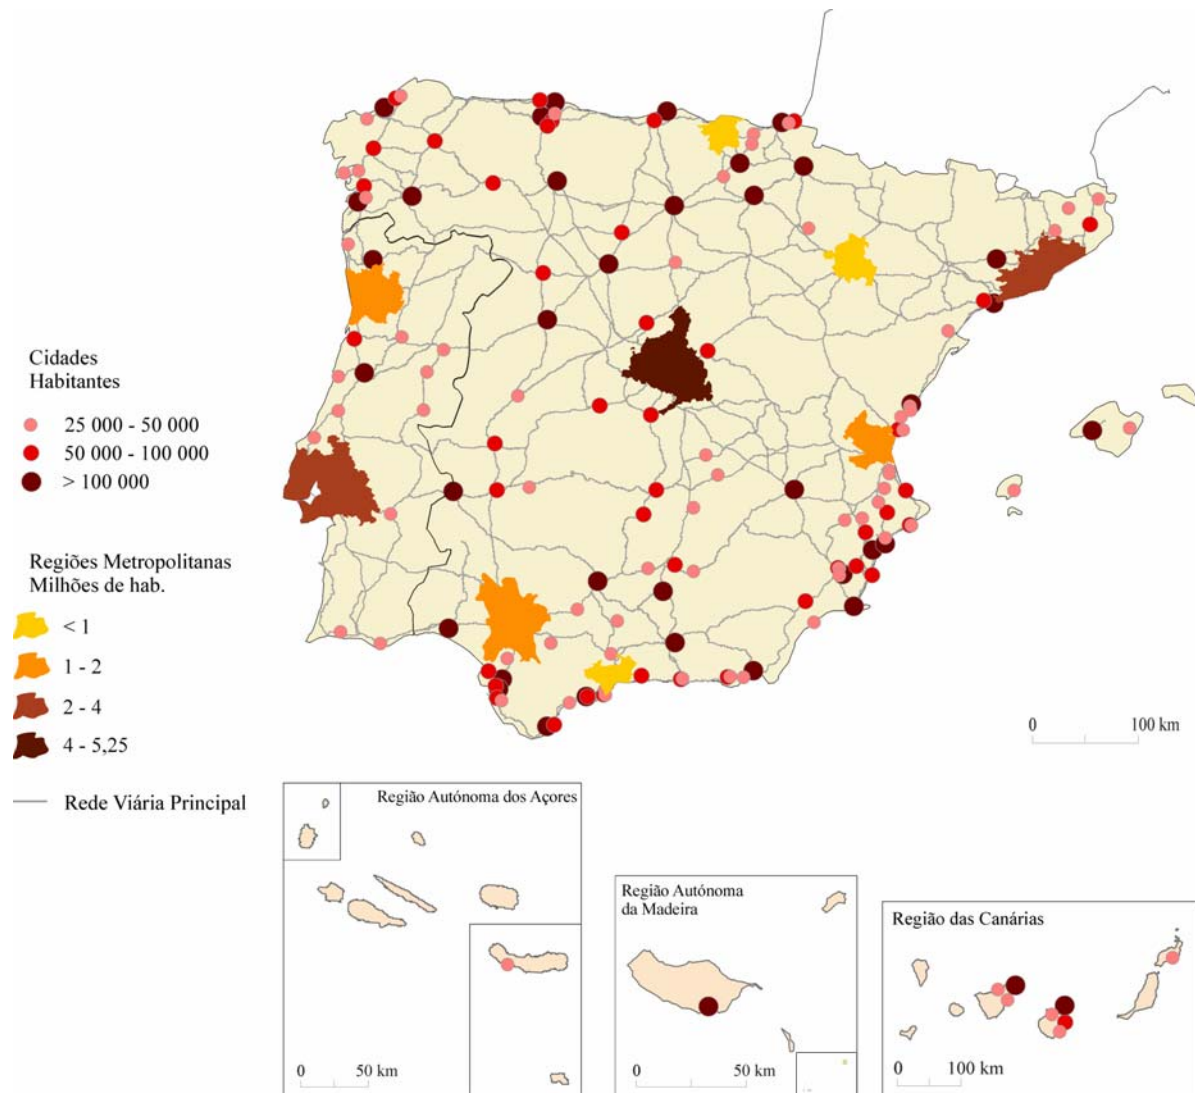 Cidades
Habitantes
25 000 - 50 000
50 000 - 100 000
> 100 000
Regiões Metropolitanas
Milhões de hab.
< 1
1 - 2
2 - 4
4 - 5,25
Rede Viária Principal
0 100 km
Região Autónoma dos Açores
0 50 km
Região Autónoma
da Madeira
0 50 km
Região das Canárias
0 100 km